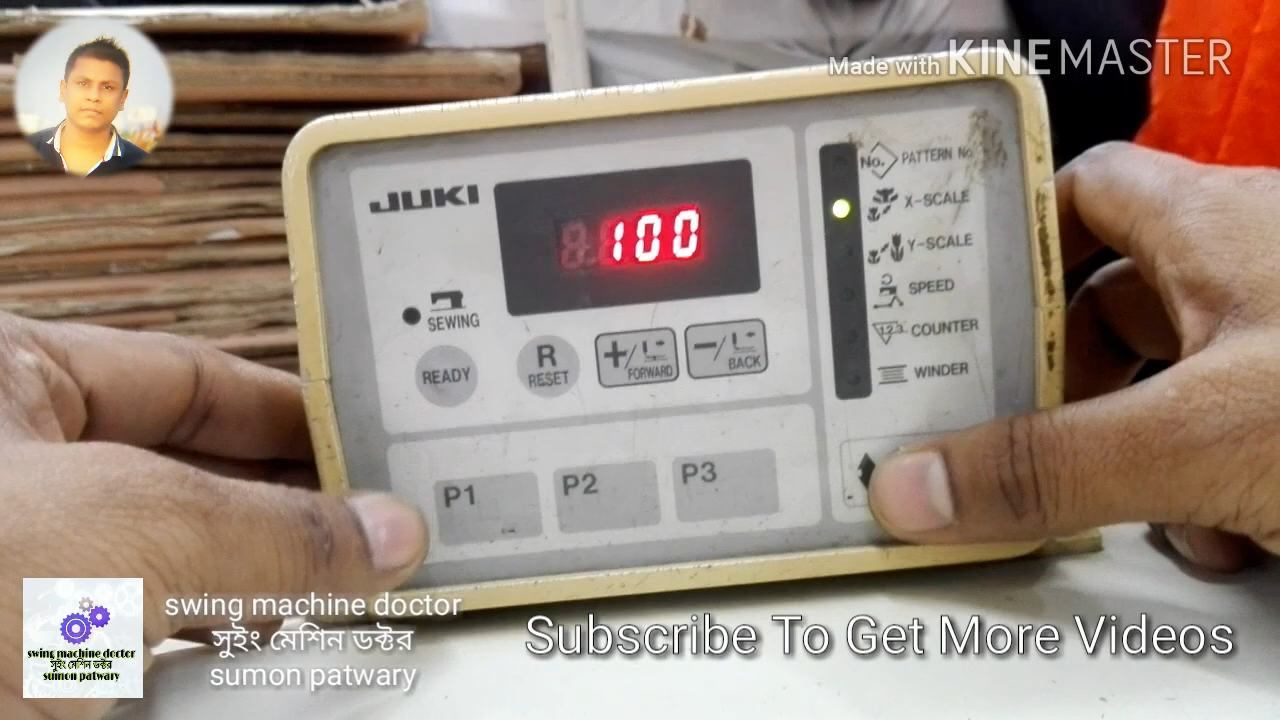 Made with KINEMASTER
JUKI
100
No. PATTERN No
X-SCALE
Y-SCALE
SPEED
123 COUNTER
WINDER
SEWING
READY
R
RESET
+/ FORWARD
−/ BACK
P1
P2
P3
swing machine doctor
সুইং মেশিন ডক্টর
sumon patwary
swing machine doctor
সুইং মেশিন ডক্টর
sumon patwary
Subscribe To Get More Videos